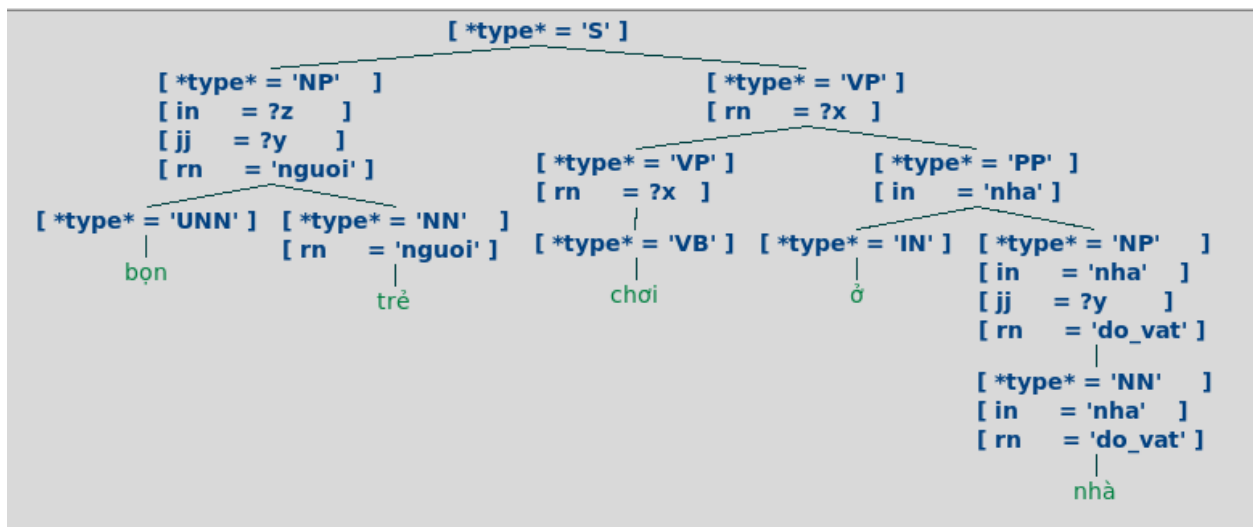 [ *type* = 'S' ]
[ *type* = 'NP' ]
[ in = ?z ]
[ jj = ?y ]
[ rn = 'nguoi' ]
[ *type* = 'VP' ]
[ rn = ?x ]
[ *type* = 'UNN' ]
bọn
[ *type* = 'NN' ]
[ rn = 'nguoi' ]
trẻ
[ *type* = 'VP' ]
[ rn = ?x ]
[ *type* = 'VB' ]
chơi
[ *type* = 'PP' ]
[ in = 'nha' ]
[ *type* = 'IN' ]
ở
[ *type* = 'NP' ]
[ in = 'nha' ]
[ jj = ?y ]
[ rn = 'do_vat' ]
[ *type* = 'NN' ]
[ in = 'nha' ]
[ rn = 'do_vat' ]
nhà